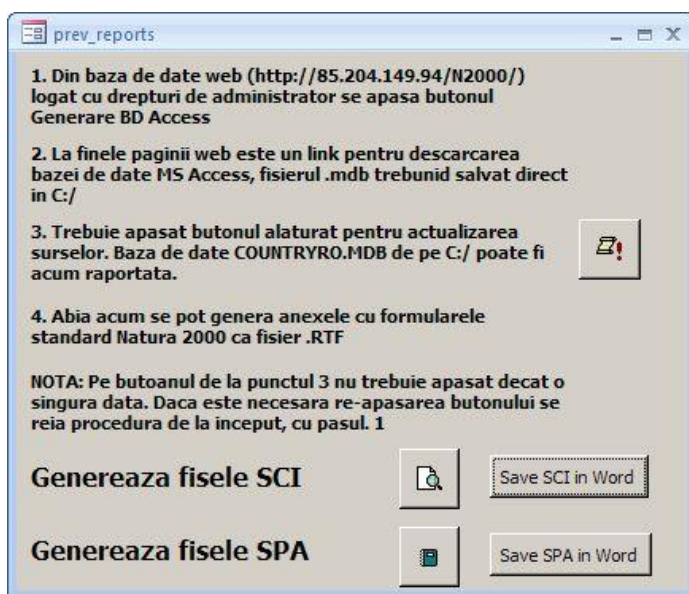 prev_reports
1. Din baza de date web (http://85.204.149.94/N2000/)
logat cu drepturi de administrator se apasa butonul
Generare BD Access
2. La finele paginii web este un link pentru descarcarea
bazei de date MS Access, fisierul .mdb trebunid salvat direct
in C:/
3. Trebuie apasat butonul alaturat pentru actualizarea
surselor. Baza de date COUNTRYRO.MDB de pe C:/ poate fi
acum raportata.
4. Abia acum se pot genera anexele cu formularele
standard Natura 2000 ca fisier .RTF
NOTA: Pe butoanul de la punctul 3 nu trebuie apasat decat o
singura data. Daca este necesara re-apasarea butonului se
reia procedura de la inceput, cu pasul. 1
Genereaza fisele SCI
Save SCI in Word
Genereaza fisele SPA
Save SPA in Word